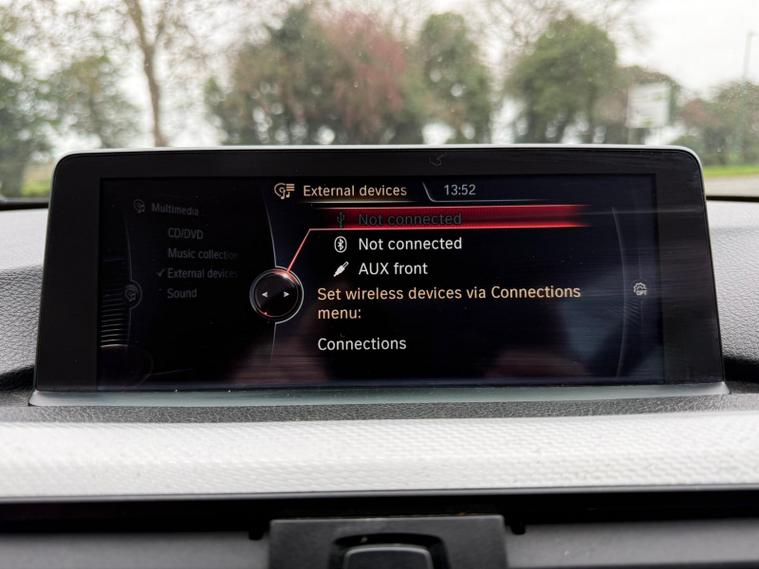 External devices 13:52
Multimedia
CD/DVD
Music collection
External devices
Sound
Not connected
Not connected
AUX front
Set wireless devices via Connections
menu:
Connections
OPT